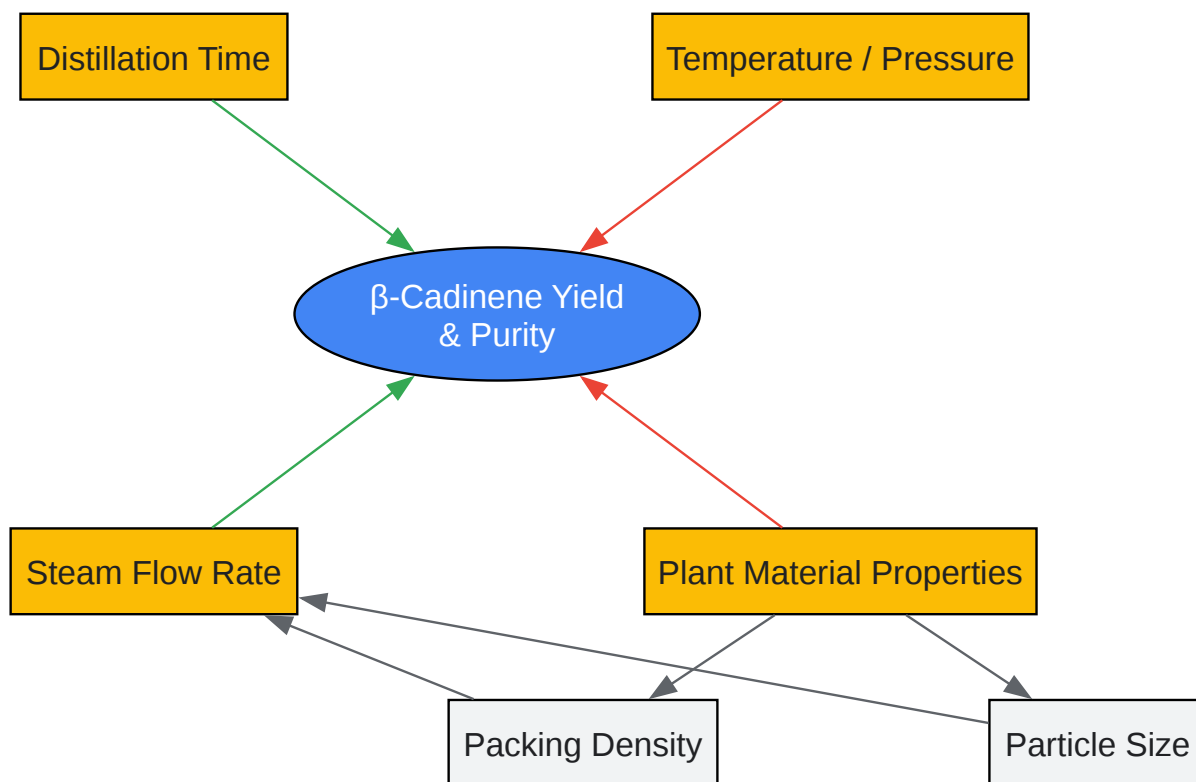 Distillation Time
Temperature / Pressure
β-Cadinene Yield
& Purity
Steam Flow Rate
Plant Material Properties
Packing Density
Particle Size